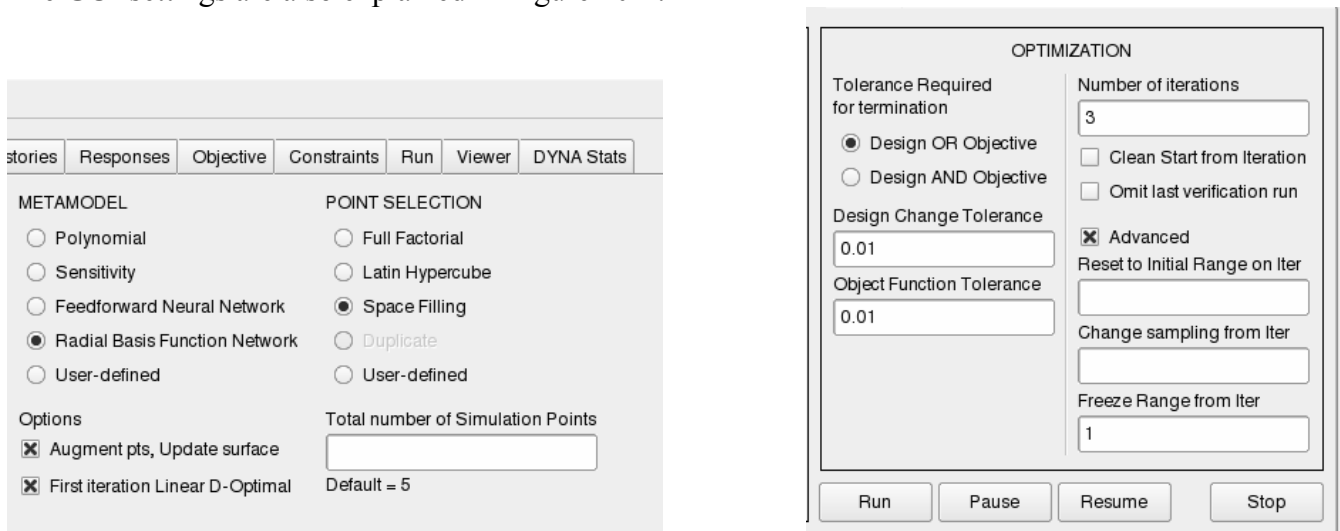 stories Responses Objective Constraints Run Viewer DYNA Stats
METAMODEL
Polynomial
Sensitivity
Feedforward Neural Network
Radial Basis Function Network
User-defined
Options
Augment pts, Update surface
First iteration Linear D-Optimal
POINT SELECTION
Full Factorial
Latin Hypercube
Space Filling
Duplicate
User-defined
Total number of Simulation Points
Default = 5
OPTIMIZATION
Tolerance Required
for termination
Design OR Objective
Design AND Objective
Design Change Tolerance
0.01
Object Function Tolerance
0.01
Number of iterations
3
Clean Start from Iteration
Omit last verification run
Advanced
Reset to Initial Range on Iter
Change sampling from Iter
Freeze Range from Iter
1
Run Pause Resume Stop